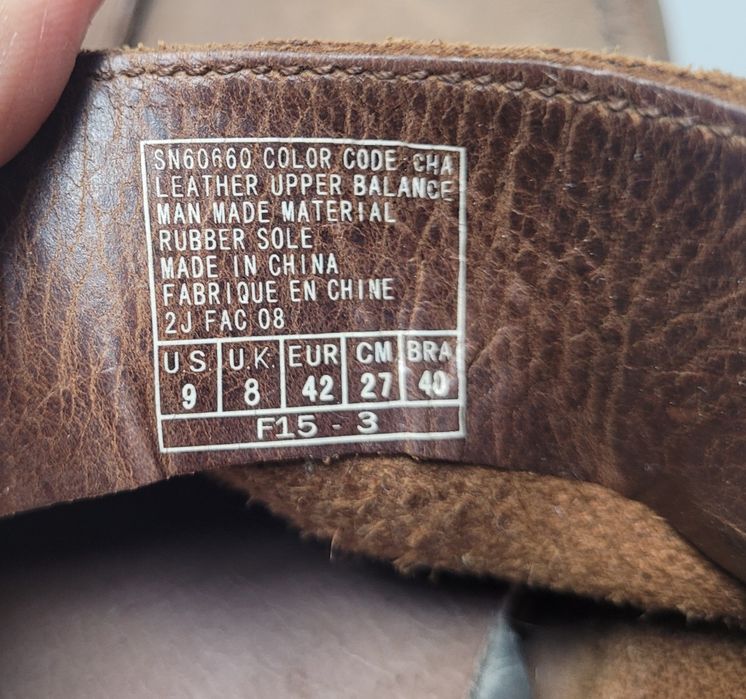 SN60660 COLOR CODE CHA
LEATHER UPPER BALANCE
MAN MADE MATERIAL
RUBBER SOLE
MADE IN CHINA
FABRIQUE EN CHINE
2J FAC 08
U.S. U.K. EUR CM BRA
9 8 42 27 40
F15 - 3